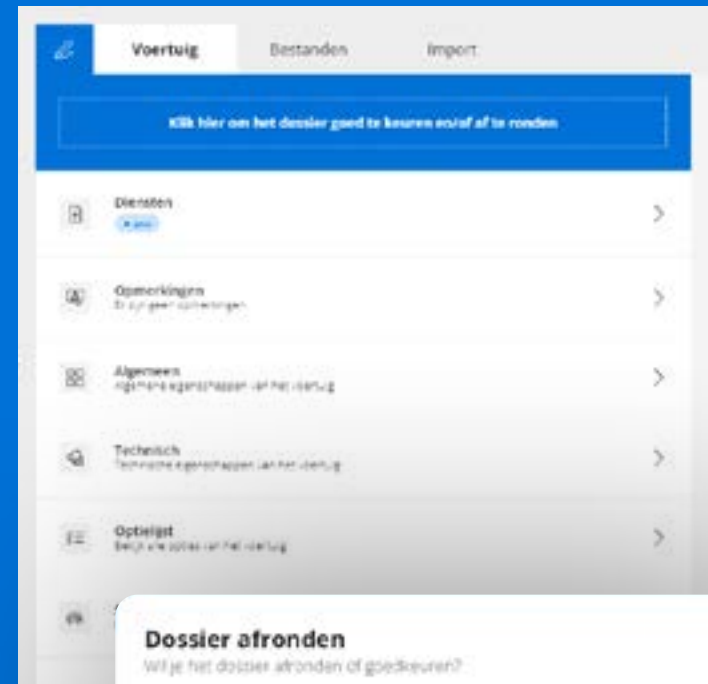 Voertuig Bestanden Import
Klik hier om het dossier goed te keuren en/of af te ronden
Diensten
Opmerkingen
Er zijn geen opmerkingen
Algemeen
Algemene eigenschappen van het voertuig
Technisch
Technische eigenschappen van het voertuig
Optielijst
Bekijk alle opties van het voertuig
Dossier afronden
Wil je het dossier afronden of goedkeuren?